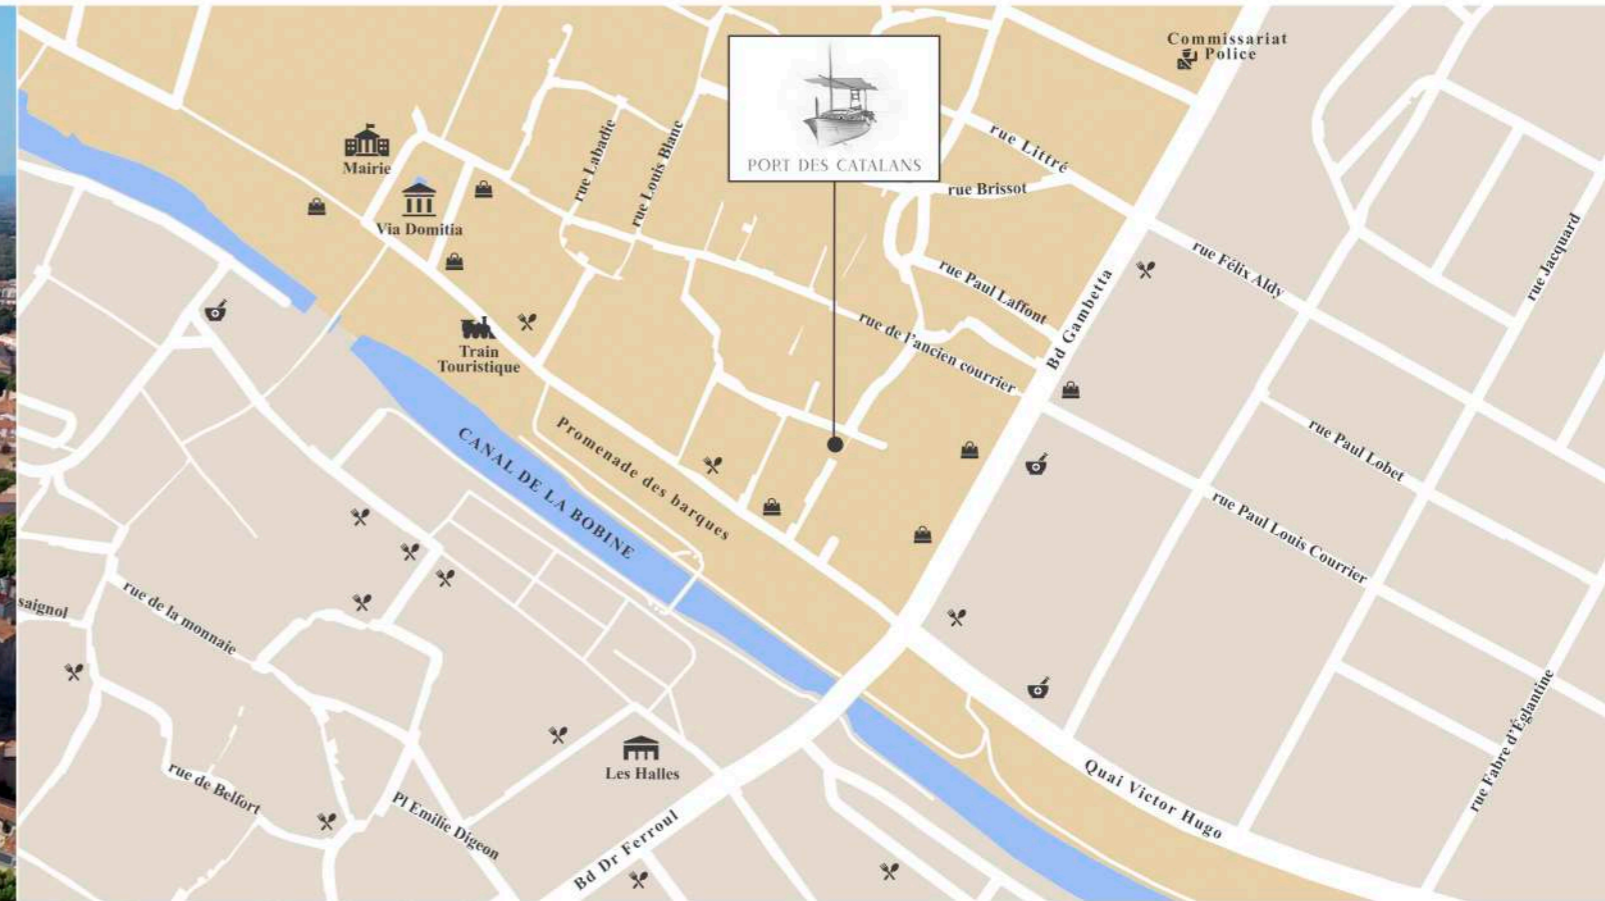 Commissariat
Police
PORT DES CATALANS
Mairie
Via Domitia
rue Labadie
rue Louis Blanc
rue Littré
rue Brissot
rue Paul Laffont
rue de l'ancien courrier
Bd Gambetta
rue Félix Aldy
rue Jacquard
Train
Touristique
Promenade des barques
CANAL DE LA BOBINE
rue Paul Lobet
rue Paul Louis Courrier
saignol
rue de la monnaie
rue de Belfort
Pl Emilie Digeon
Les Halles
Bd Dr Ferroul
Quai Victor Hugo
rue Fabre d'Églantine